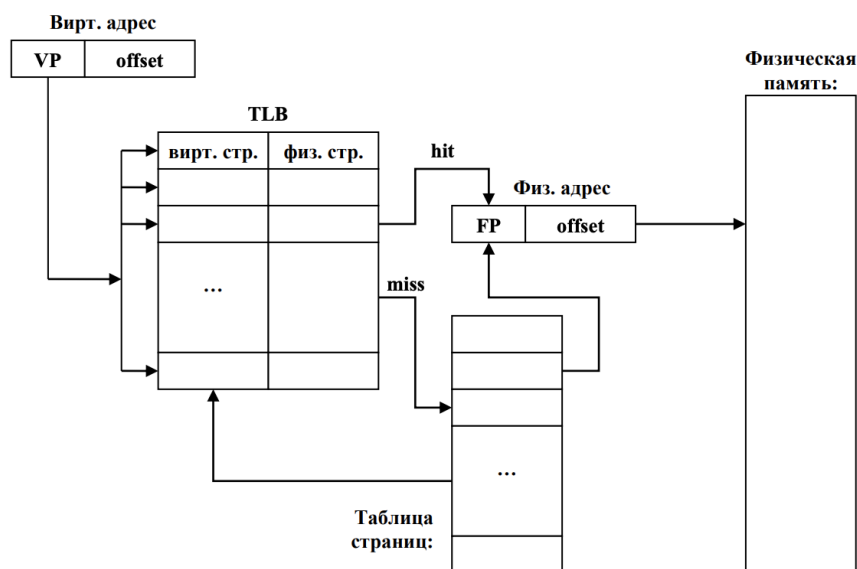 Вирт. адрес
VP offset
Физическая
память:
TLB
вирт. стр. физ. стр.
hit
Физ. адрес
FP offset
...
miss
...
Таблица
страниц: